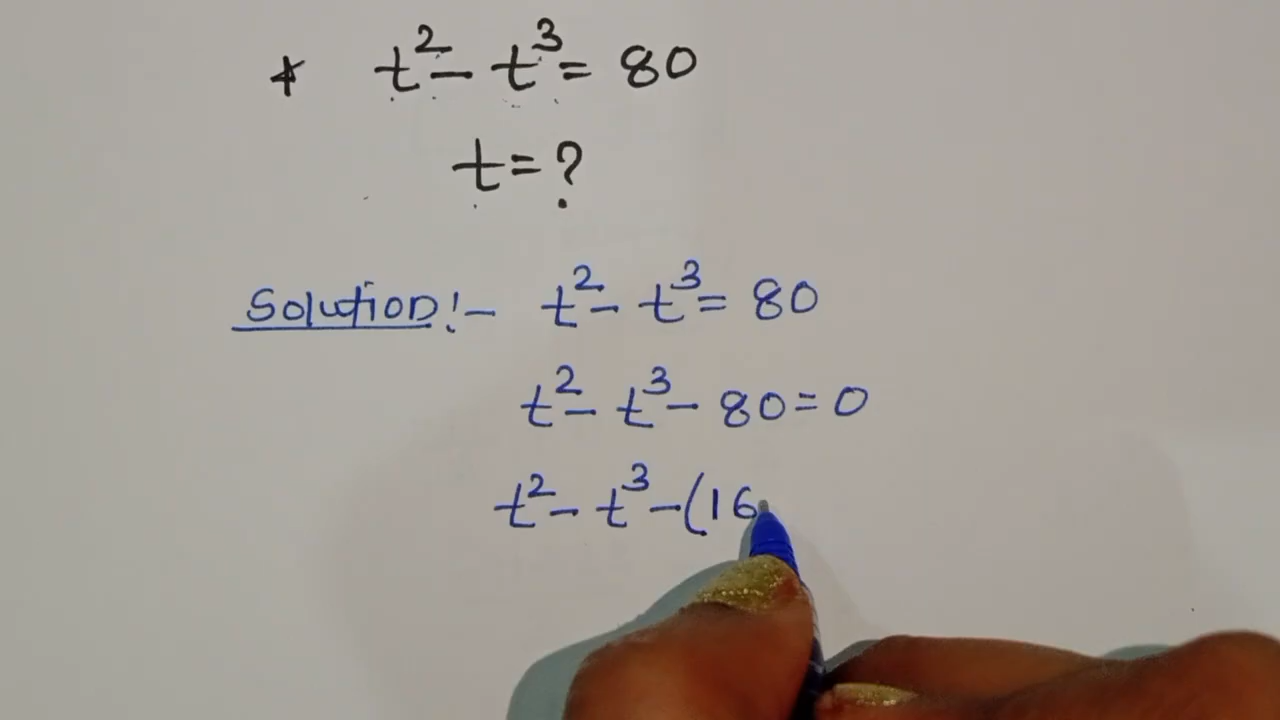 * t² - t³ = 80
t = ?
Solution:- t² - t³ = 80
t² - t³ - 80 = 0
t² - t³ - (16